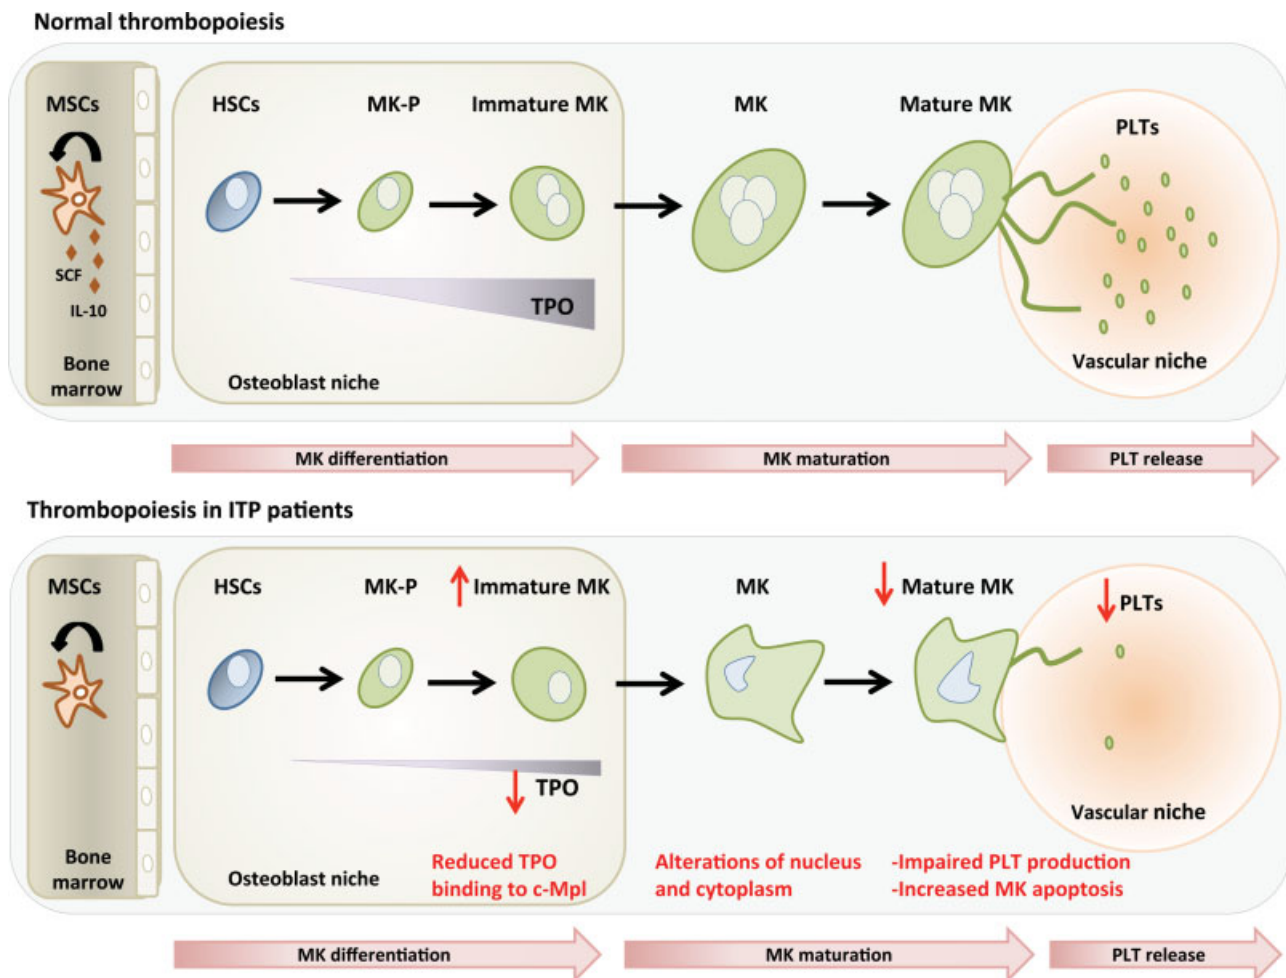 Normal thrombopoiesis
MSCs
HSCs
MK-P
Immature MK
MK
Mature MK
PLTs
SCF
IL-10
TPO
Bone
marrow
Osteoblast niche
Vascular niche
MK differentiation
MK maturation
PLT release
Thrombopoiesis in ITP patients
MSCs
HSCs
MK-P
Immature MK
MK
Mature MK
PLTs
TPO
Vascular niche
Bone
marrow
Osteoblast niche
Reduced TPO
binding to c-Mpl
Alterations of nucleus
and cytoplasm
-Impaired PLT production
-Increased MK apoptosis
MK differentiation
MK maturation
PLT release